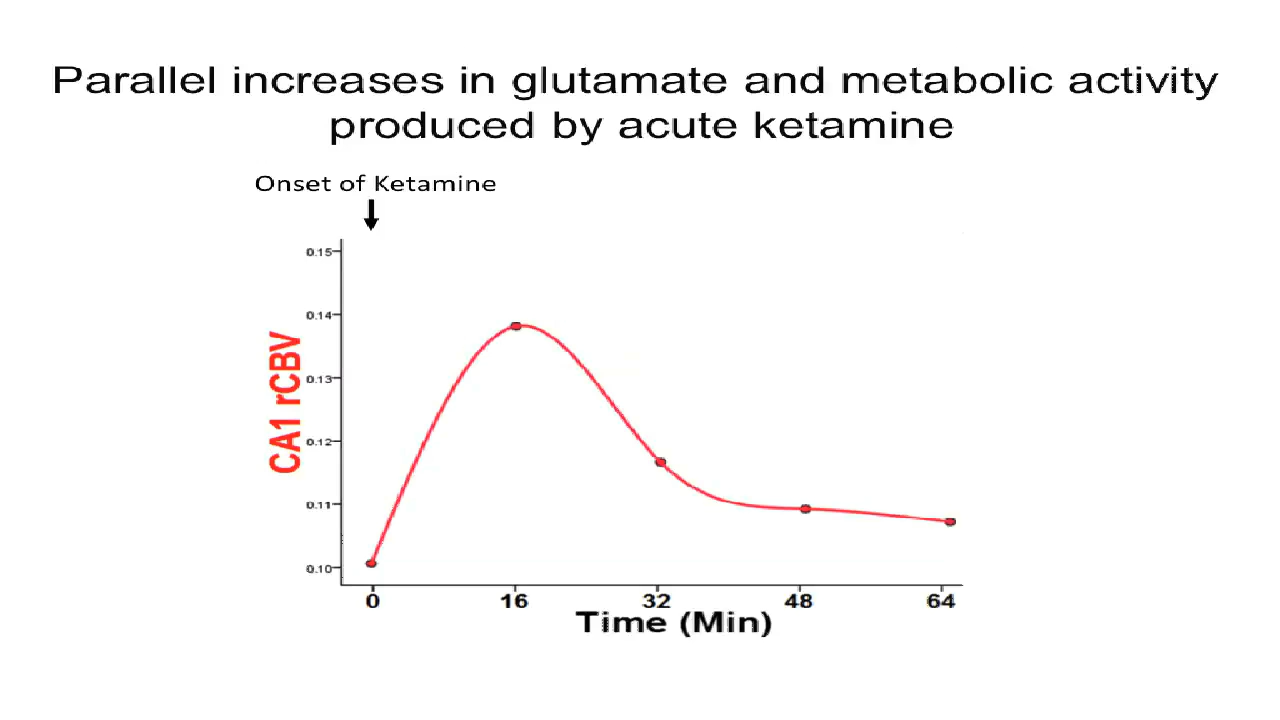 Parallel increases in glutamate and metabolic activity
produced by acute ketamine
Onset of Ketamine
CA1 rCBV
0.15
0.14
0.13
0.12
0.11
0.10
0 16 32 48 64
Time (Min)